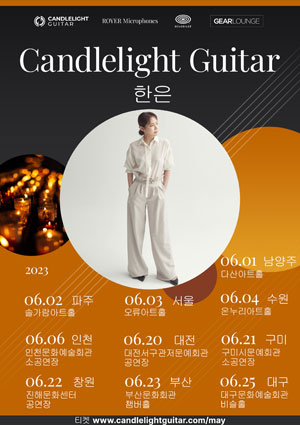 CANDLELIGHT GUITAR
ROYER Microphones
GEARLOUNGE
Candlelight Guitar
한은
2023
06.01 남양주
다산아트홀
06.02 파주
솔가람아트홀
06.03 서울
오류아트홀
06.04 수원
온누리아트홀
06.06 인천
인천문화예술회관
소공연장
06.20 대전
대전서구관저문예회관
공연장
06.21 구미
구미시문예회관
소공연장
06.22 창원
진해문화센터
공연장
06.23 부산
부산문화회관
챔버홀
06.25 대구
대구문화예술회관
비슬홀
티켓 www.candlelightguitar.com/may